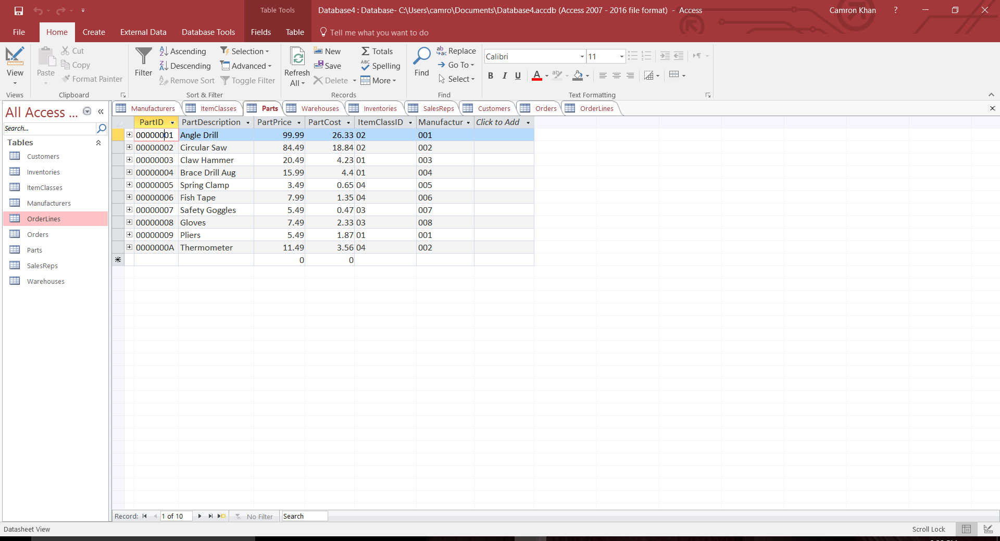 Table Tools Database4 : Database- C:\Users\camro\Documents\Database4.accdb (Access 2007 - 2016 file format) - Access Camron Khan ?
File Home Create External Data Database Tools Fields Table Tell me what you want to do
View
Views
Paste
Cut
Copy
Format Painter
Clipboard
Filter
Ascending
Descending
Remove Sort
Selection
Advanced
Toggle Filter
Sort & Filter
Refresh
All
New
Save
Delete
Totals
Spelling
More
Records
Find
Replace
Go To
Select
Find
Calibri 11
B I U A
Text Formatting
All Access ...
Search...
Tables
Customers
Inventories
ItemClasses
Manufacturers
OrderLines
Orders
Parts
SalesReps
Warehouses
Manufacturers ItemClasses Parts Warehouses Inventories SalesReps Customers Orders OrderLines
PartID PartDescription PartPrice PartCost ItemClassID Manufactur Click to Add
00000001 Angle Drill 99.99 26.33 02 001
00000002 Circular Saw 84.49 18.84 02 002
00000003 Claw Hammer 20.49 4.23 01 003
00000004 Brace Drill Aug 15.99 4.4 01 004
00000005 Spring Clamp 3.49 0.65 04 005
00000006 Fish Tape 7.99 1.35 04 006
00000007 Safety Goggles 5.49 0.47 03 007
00000008 Gloves 7.49 2.33 03 008
00000009 Pliers 5.49 1.87 01 001
0000000A Thermometer 11.49 3.56 04 002
0 0
Record: 1 of 10 No Filter Search
Datasheet View Scroll Lock